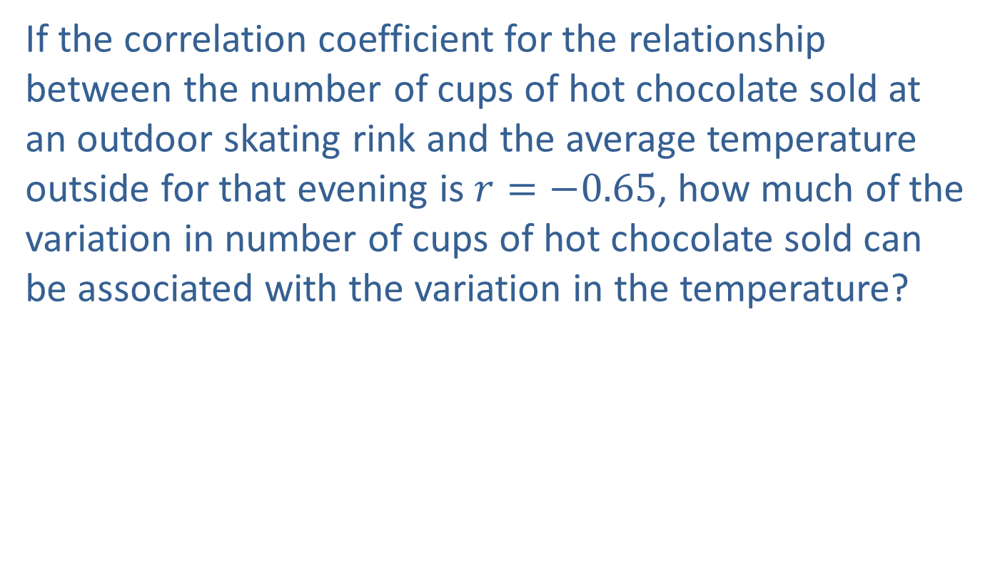 If the correlation coefficient for the relationship
between the number of cups of hot chocolate sold at
an outdoor skating rink and the average temperature
outside for that evening is r = −0.65, how much of the
variation in number of cups of hot chocolate sold can
be associated with the variation in the temperature?